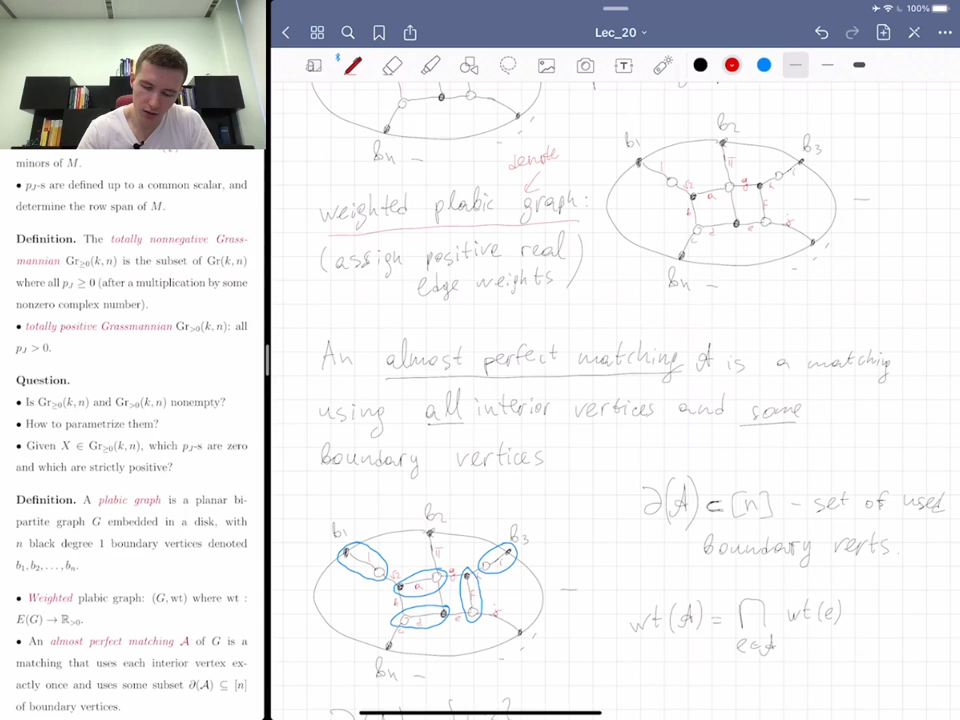 100%
Lec_20
minors of M.
• p_J-s are defined up to a common scalar, and
determine the row span of M.
Definition. The totally nonnegative Grass-
mannian Gr≥0(k, n) is the subset of Gr(k, n)
where all p_J ≥ 0 (after a multiplication by some
nonzero complex number).
• totally positive Grassmannian Gr>0(k, n): all
p_J > 0.
Question.
• Is Gr≥0(k, n) and Gr>0(k, n) nonempty?
• How to parametrize them?
• Given X ∈ Gr≥0(k, n), which p_J-s are zero
and which are strictly positive?
Definition. A plabic graph is a planar bi-
partite graph G embedded in a disk, with
n black degree 1 boundary vertices denoted
b1, b2, . . . , bn.
• Weighted plabic graph: (G, wt) where wt :
E(G) → ℝ>0.
• An almost perfect matching 𝒜 of G is a
matching that uses each interior vertex ex-
actly once and uses some subset ∂(𝒜) ⊆ [n]
of boundary vertices.
bn
denote
weighted plabic graph:
(assign positive real
edge weights)
b1 b2 b3
1 √2 π a g h 1 b f c d e
bn
An almost perfect matching 𝒜 is a matching
using all interior vertices and some
boundary vertices
∂(𝒜) ⊂ [n] - set of used
boundary verts.
wt(𝒜) = ∏ wt(e)
e∈𝒜
b1 b2 b3
1 √2 π a g b f c d e
bn